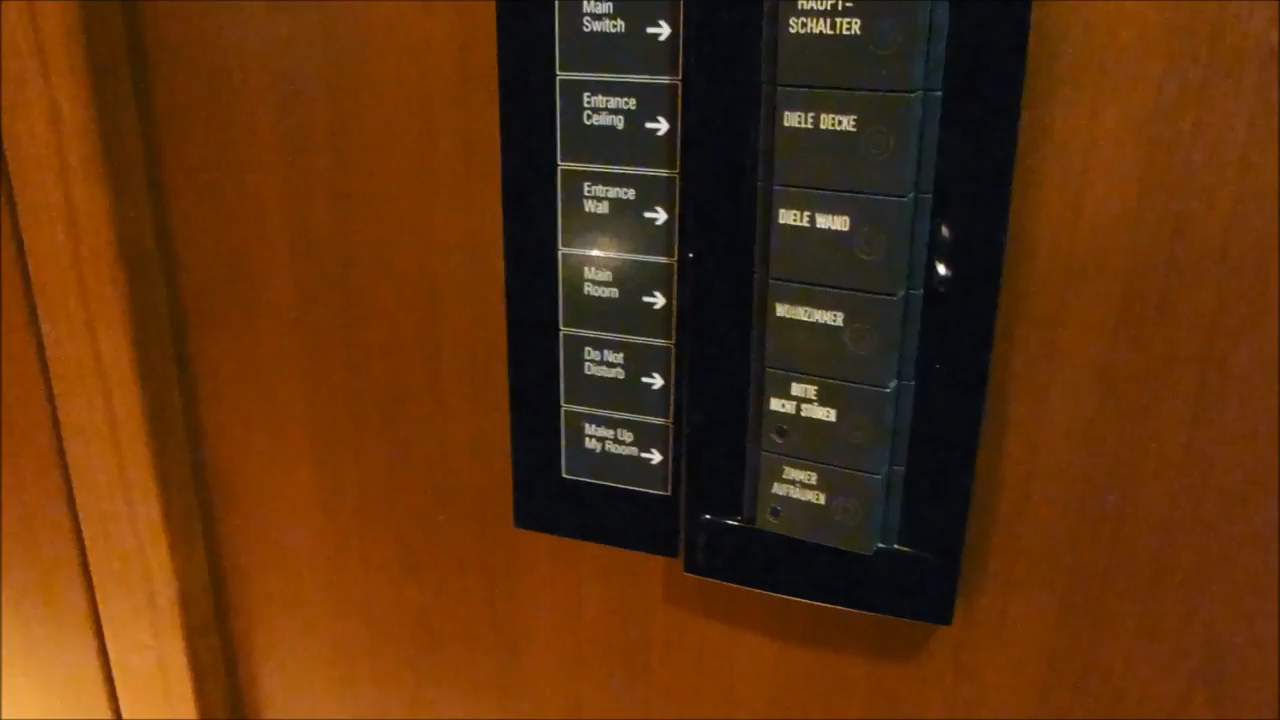 Main
Switch
Entrance
Ceiling
Entrance
Wall
Main
Room
Do Not
Disturb
Make Up
My Room
HAUPT-
SCHALTER
DIELE DECKE
DIELE WAND
WOHNZIMMER
BITTE
NICHT STÖREN
ZIMMER
AUFRÄUMEN